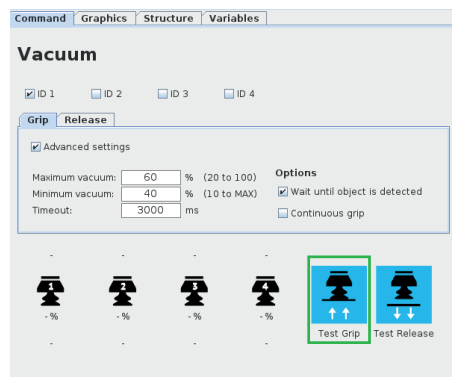 Command Graphics Structure Variables
Vacuum
ID 1 ID 2 ID 3 ID 4
Grip Release
Advanced settings
Maximum vacuum: 60 % (20 to 100)
Options
Minimum vacuum: 40 % (10 to MAX)
Wait until object is detected
Timeout: 3000 ms
Continuous grip
- - - -
1 2 3 4
- % - % - % - %
Test Grip Test Release
- - - -